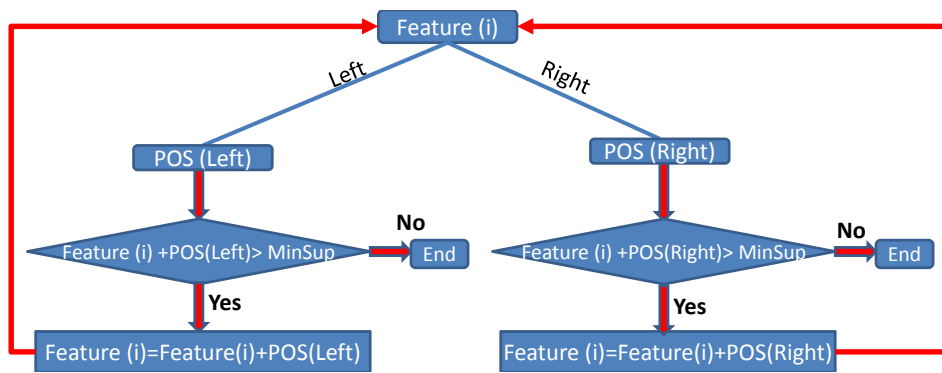 Feature (i)
Left
Right
POS (Left)
POS (Right)
Feature (i) +POS(Left)> MinSup
No
End
Feature (i) +POS(Right)> MinSup
No
End
Yes
Yes
Feature (i)=Feature(i)+POS(Left)
Feature (i)=Feature(i)+POS(Right)